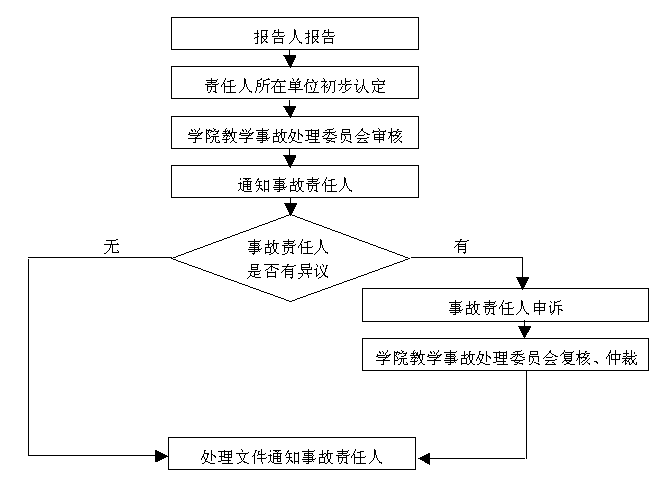 报告人报告
责任人所在单位初步认定
学院教学事故处理委员会审核
通知事故责任人
事故责任人
是否有异议
无
有
事故责任人申诉
学院教学事故处理委员会复核、仲裁
处理文件通知事故责任人